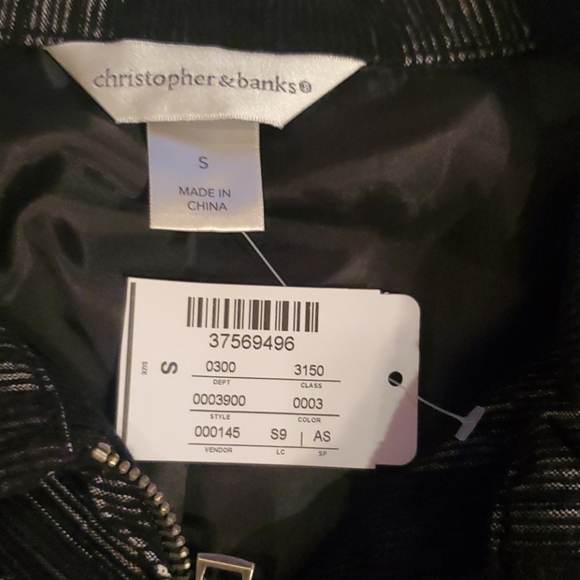 christopher&banks®
S
MADE IN
CHINA
37569496
SIZE S
0300 3150
DEPT CLASS
0003900 0003
STYLE COLOR
000145 S9 AS
VENDOR LC SP